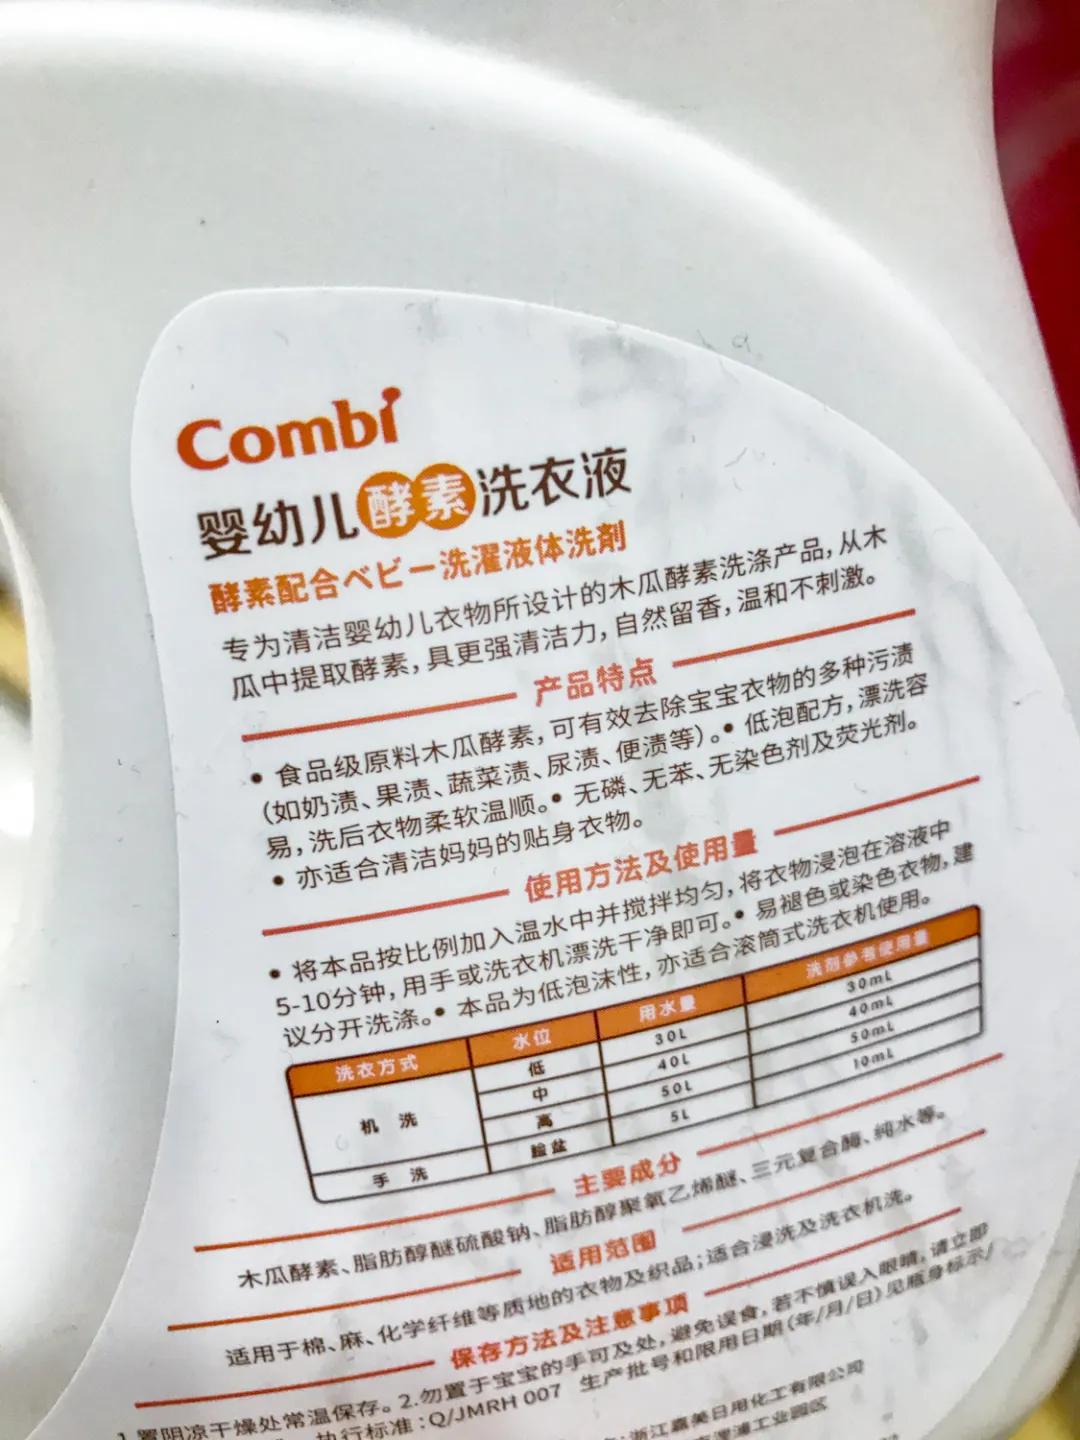 Combi
婴幼儿酵素洗衣液
酵素配合ベビー洗濯液体洗剤
专为清洁婴幼儿衣物所设计的木瓜酵素洗涤产品，从木
瓜中提取酵素，具更强清洁力，自然留香，温和不刺激。
产品特点
• 食品级原料木瓜酵素，可有效去除宝宝衣物的多种污渍
（如奶渍、果渍、蔬菜渍、尿渍、便渍等）。• 低泡配方，漂洗容
易，洗后衣物柔软温顺。• 无磷、无苯、无染色剂及荧光剂。
• 亦适合清洁妈妈的贴身衣物。
使用方法及使用量
• 将本品按比例加入温水中并搅拌均匀，将衣物浸泡在溶液中
5-10分钟，用手或洗衣机漂洗干净即可。• 易褪色或染色衣物，建
议分开洗涤。• 本品为低泡沫性，亦适合滚筒式洗衣机使用。
洗衣方式 水位 用水量 洗剂参考使用量
机 洗 低 30L 30mL
中 40L 40mL
高 50L 50mL
手 洗 脸盆 5L 10mL
主要成分
木瓜酵素、脂肪醇醚硫酸钠、脂肪醇聚氧乙烯醚、三元复合酶、纯水等。
适用范围
适用于棉、麻、化学纤维等质地的衣物及织品；适合浸洗及洗衣机洗。
保存方法及注意事项
1.置阴凉干燥处常温保存。2.勿置于宝宝的手可及处，避免误食，若不慎误入眼睛，请立即
执行标准：Q/JMRH 007 生产批号和限用日期（年/月/日）见瓶身标示/
浙江嘉美日用化工有限公司
工业园区